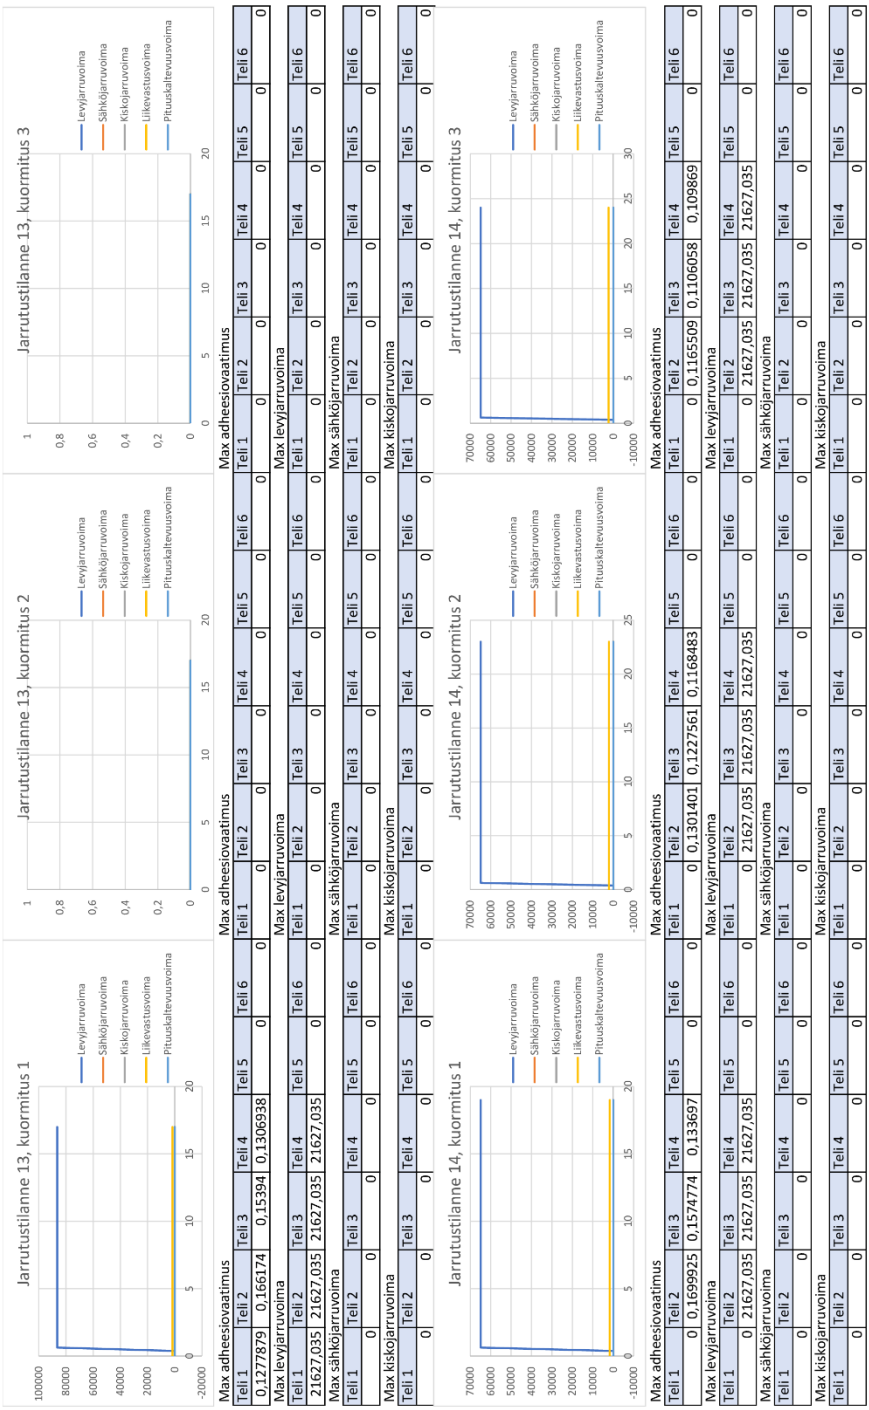 Jarrutustilanne 13, kuormitus 1
100000
80000
60000
40000
20000
0
-20000
0 5 10 15 20
Levyjarruvoima
Sähköjarruvoima
Kiskojarruvoima
Liikevastusvoima
Pituuskaltevuusvoima
Max adheesiovaatimus
Teli 1 Teli 2 Teli 3 Teli 4 Teli 5 Teli 6
0,1277879 0,166174 0,15394 0,1306938 0 0
Max levyjarruvoima
Teli 1 Teli 2 Teli 3 Teli 4 Teli 5 Teli 6
21627,035 21627,035 21627,035 21627,035 0 0
Max sähköjarruvoima
Teli 1 Teli 2 Teli 3 Teli 4 Teli 5 Teli 6
0 0 0 0 0 0
Max kiskojarruvoima
Teli 1 Teli 2 Teli 3 Teli 4 Teli 5 Teli 6
0 0 0 0 0 0
Jarrutustilanne 13, kuormitus 2
1
0,8
0,6
0,4
0,2
0
0 5 10 15 20
Levyjarruvoima
Sähköjarruvoima
Kiskojarruvoima
Liikevastusvoima
Pituuskaltevuusvoima
Max adheesiovaatimus
Teli 1 Teli 2 Teli 3 Teli 4 Teli 5 Teli 6
0 0 0 0 0 0
Max levyjarruvoima
Teli 1 Teli 2 Teli 3 Teli 4 Teli 5 Teli 6
0 0 0 0 0 0
Max sähköjarruvoima
Teli 1 Teli 2 Teli 3 Teli 4 Teli 5 Teli 6
0 0 0 0 0 0
Max kiskojarruvoima
Teli 1 Teli 2 Teli 3 Teli 4 Teli 5 Teli 6
0 0 0 0 0 0
Jarrutustilanne 13, kuormitus 3
1
0,8
0,6
0,4
0,2
0
0 5 10 15 20
Levyjarruvoima
Sähköjarruvoima
Kiskojarruvoima
Liikevastusvoima
Pituuskaltevuusvoima
Max adheesiovaatimus
Teli 1 Teli 2 Teli 3 Teli 4 Teli 5 Teli 6
0 0 0 0 0 0
Max levyjarruvoima
Teli 1 Teli 2 Teli 3 Teli 4 Teli 5 Teli 6
0 0 0 0 0 0
Max sähköjarruvoima
Teli 1 Teli 2 Teli 3 Teli 4 Teli 5 Teli 6
0 0 0 0 0 0
Max kiskojarruvoima
Teli 1 Teli 2 Teli 3 Teli 4 Teli 5 Teli 6
0 0 0 0 0 0
Jarrutustilanne 14, kuormitus 1
70000
60000
50000
40000
30000
20000
10000
0
-10000
0 5 10 15 20
Levyjarruvoima
Sähköjarruvoima
Kiskojarruvoima
Liikevastusvoima
Pituuskaltevuusvoima
Max adheesiovaatimus
Teli 1 Teli 2 Teli 3 Teli 4 Teli 5 Teli 6
0 0,1699925 0,1574774 0,133697 0 0
Max levyjarruvoima
Teli 1 Teli 2 Teli 3 Teli 4 Teli 5 Teli 6
0 21627,035 21627,035 21627,035 0 0
Max sähköjarruvoima
Teli 1 Teli 2 Teli 3 Teli 4 Teli 5 Teli 6
0 0 0 0 0 0
Max kiskojarruvoima
Teli 1 Teli 2 Teli 3 Teli 4 Teli 5 Teli 6
0 0 0 0 0 0
Jarrutustilanne 14, kuormitus 2
70000
60000
50000
40000
30000
20000
10000
0
-10000
0 5 10 15 20 25
Levyjarruvoima
Sähköjarruvoima
Kiskojarruvoima
Liikevastusvoima
Pituuskaltevuusvoima
Max adheesiovaatimus
Teli 1 Teli 2 Teli 3 Teli 4 Teli 5 Teli 6
0 0,1301401 0,1227561 0,1168483 0 0
Max levyjarruvoima
Teli 1 Teli 2 Teli 3 Teli 4 Teli 5 Teli 6
0 21627,035 21627,035 21627,035 0 0
Max sähköjarruvoima
Teli 1 Teli 2 Teli 3 Teli 4 Teli 5 Teli 6
0 0 0 0 0 0
Max kiskojarruvoima
Teli 1 Teli 2 Teli 3 Teli 4 Teli 5 Teli 6
0 0 0 0 0 0
Jarrutustilanne 14, kuormitus 3
70000
60000
50000
40000
30000
20000
10000
0
-10000
0 5 10 15 20 25 30
Levyjarruvoima
Sähköjarruvoima
Kiskojarruvoima
Liikevastusvoima
Pituuskaltevuusvoima
Max adheesiovaatimus
Teli 1 Teli 2 Teli 3 Teli 4 Teli 5 Teli 6
0 0,1165509 0,1106058 0,109869 0 0
Max levyjarruvoima
Teli 1 Teli 2 Teli 3 Teli 4 Teli 5 Teli 6
0 21627,035 21627,035 21627,035 0 0
Max sähköjarruvoima
Teli 1 Teli 2 Teli 3 Teli 4 Teli 5 Teli 6
0 0 0 0 0 0
Max kiskojarruvoima
Teli 1 Teli 2 Teli 3 Teli 4 Teli 5 Teli 6
0 0 0 0 0 0